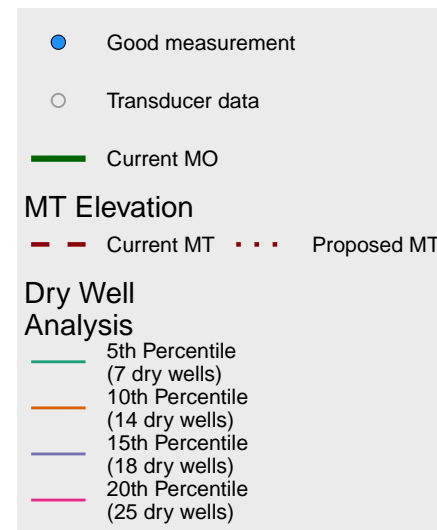 Good measurement
Transducer data
Current MO
MT Elevation
Current MT Proposed MT
Dry Well
Analysis
5th Percentile
(7 dry wells)
10th Percentile
(14 dry wells)
15th Percentile
(18 dry wells)
20th Percentile
(25 dry wells)